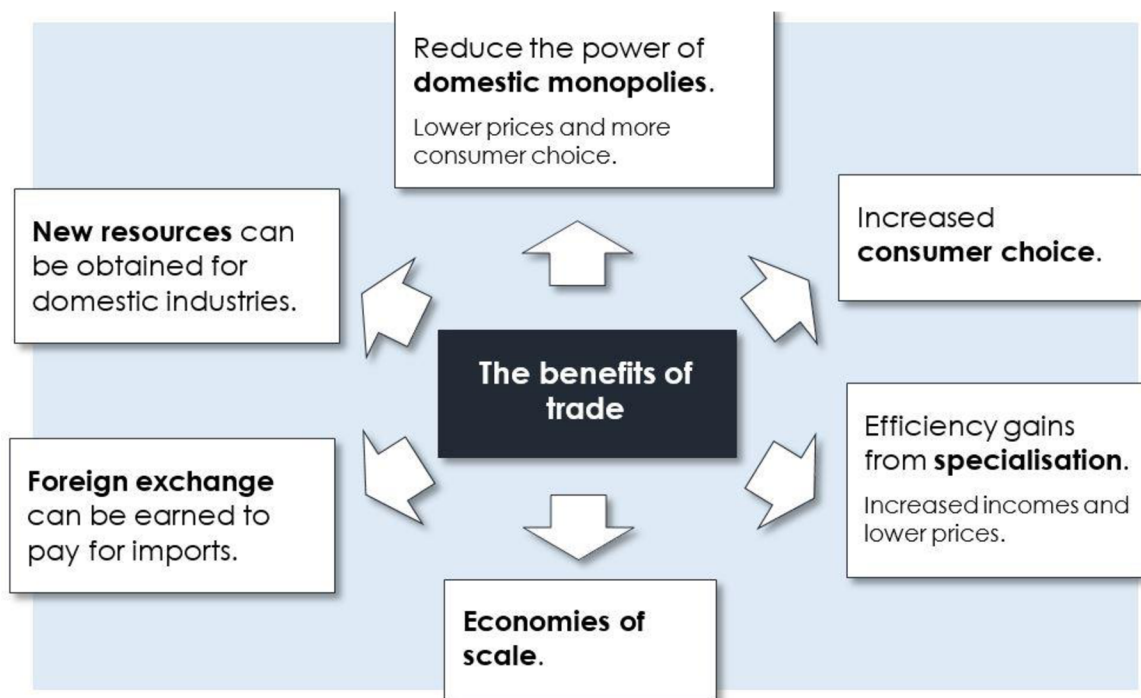 Reduce the power of
domestic monopolies.
Lower prices and more
consumer choice.
New resources can
be obtained for
domestic industries.
Increased
consumer choice.
The benefits of
trade
Foreign exchange
can be earned to
pay for imports.
Efficiency gains
from specialisation.
Increased incomes and
lower prices.
Economies of
scale.